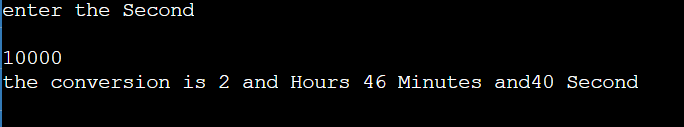 enter the Second
10000
the conversion is 2 and Hours 46 Minutes and40 Second